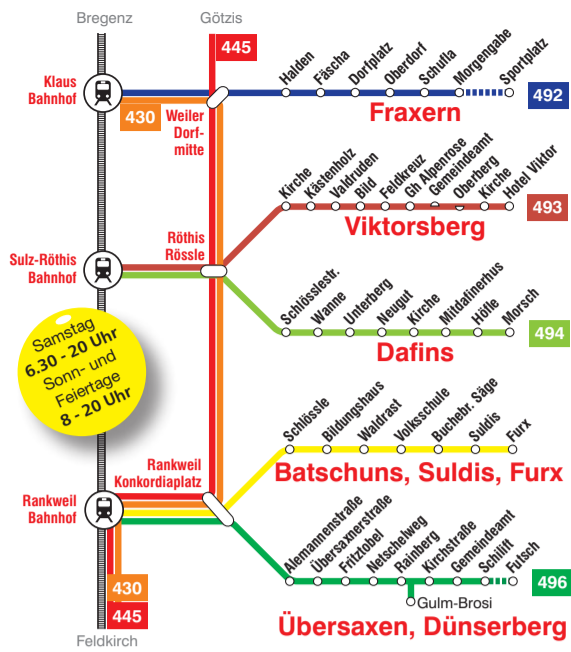 Bregenz
Götzis
445
Klaus
Bahnhof
430
Weiler
Dorf-
mitte
Halden
Fäscha
Dorfplatz
Oberdorf
Schufla
Morgengabe
Sportplatz
492
Fraxern
Kirche
Kästenholz
Valdruden
Bild
Feldkreuz
Gh Alpenrose
Gemeindeamt
Oberberg
Kirche
Hotel Viktor
493
Viktorsberg
Röthis
Rössle
Sulz-Röthis
Bahnhof
Schlösslestr.
Wanne
Unterberg
Neugut
Kirche
Mitdafinerhus
Höfle
Morsch
494
Dafins
Samstag
6.30 - 20 Uhr
Sonn- und
Feiertage
8 - 20 Uhr
Schlössle
Bildungshaus
Waldrast
Volksschule
Buchebr. Säge
Suldis
Furx
Batschuns, Suldis, Furx
Rankweil
Konkordiaplatz
Rankweil
Bahnhof
Alemannenstraße
Übersaxnerstraße
Fritztobel
Netschelweg
Rainberg
Kirchstraße
Gemeindeamt
Schilift
Futsch
496
Gulm-Brosi
Übersaxen, Dünserberg
430
445
Feldkirch